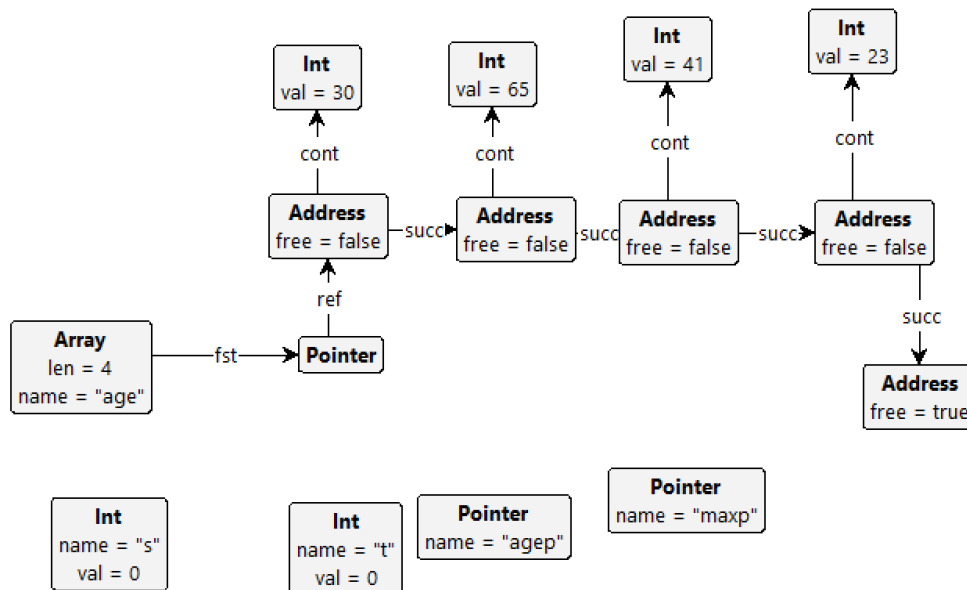 Int
val = 30
Int
val = 65
Int
val = 41
Int
val = 23
cont
cont
cont
cont
Address
free = false
succ
Address
free = false
succ
Address
free = false
succ
Address
free = false
ref
succ
Array
len = 4
name = "age"
fst
Pointer
Address
free = true
Int
name = "s"
val = 0
Int
name = "t"
val = 0
Pointer
name = "agep"
Pointer
name = "maxp"